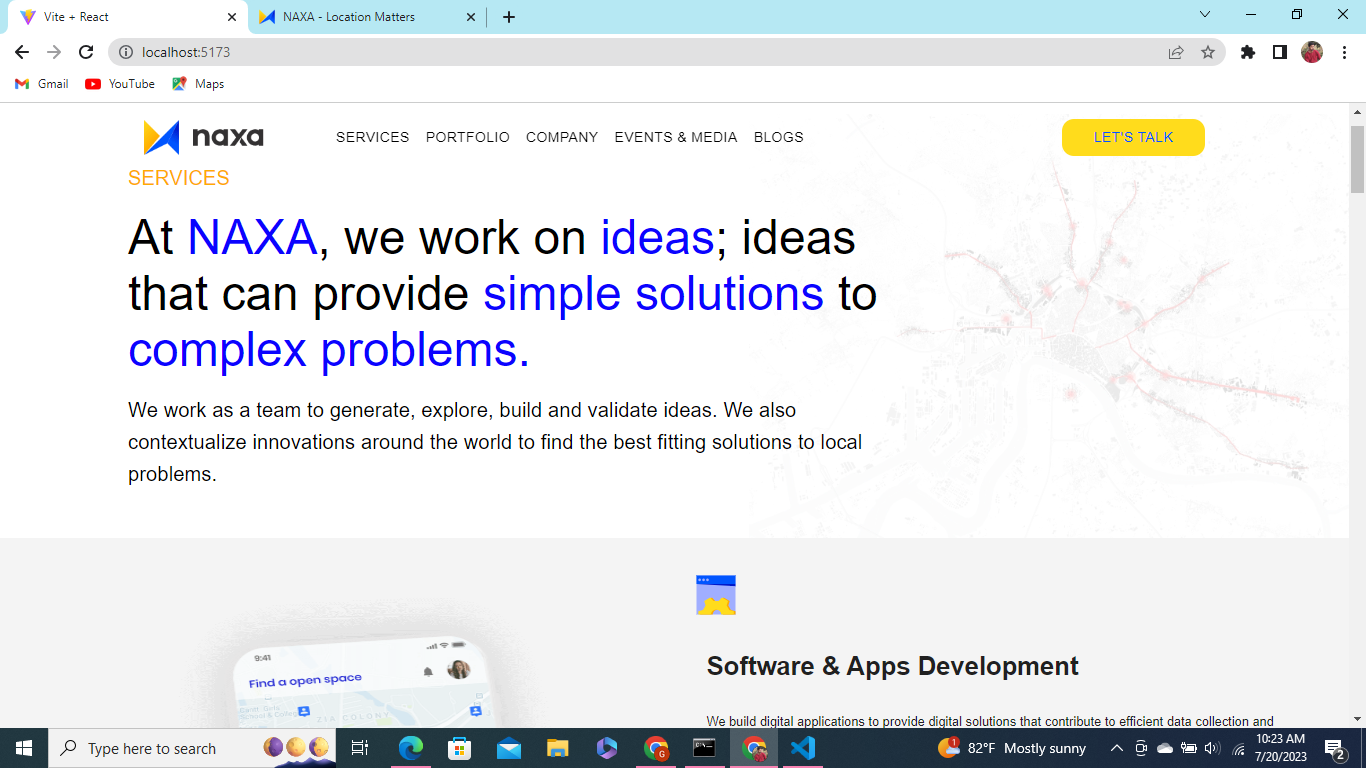 Vite + React
NAXA - Location Matters
localhost:5173
Gmail YouTube Maps
naxa SERVICES PORTFOLIO COMPANY EVENTS & MEDIA BLOGS LET'S TALK
SERVICES
At NAXA, we work on ideas; ideas
that can provide simple solutions to
complex problems.
We work as a team to generate, explore, build and validate ideas. We also
contextualize innovations around the world to find the best fitting solutions to local
problems.
9:41
Find a open space
ZIA COLONY
Software & Apps Development
We build digital applications to provide digital solutions that contribute to efficient data collection and
Type here to search
G
1
82°F Mostly sunny
10:23 AM
7/20/2023
2